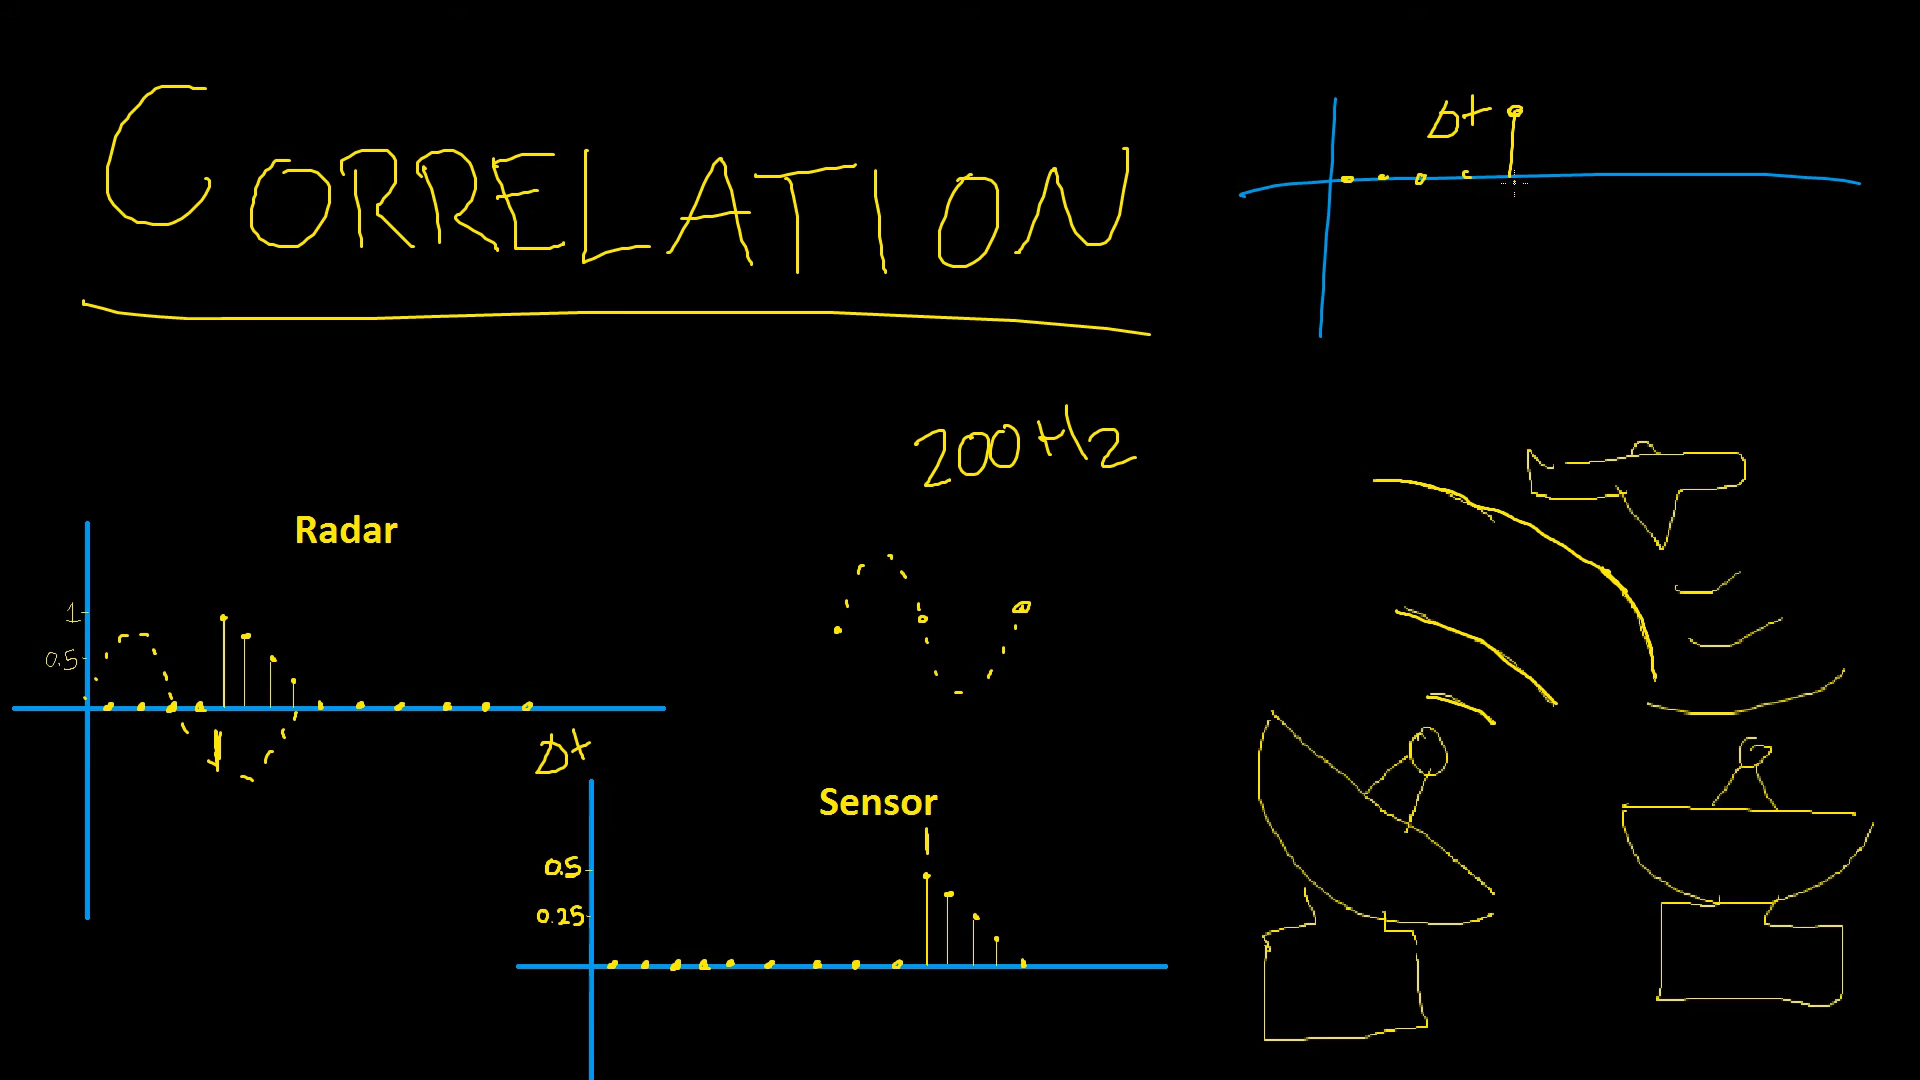 CORRELATION
Δt
200Hz
Radar
1
0.5
Δt
Sensor
0.5
0.25